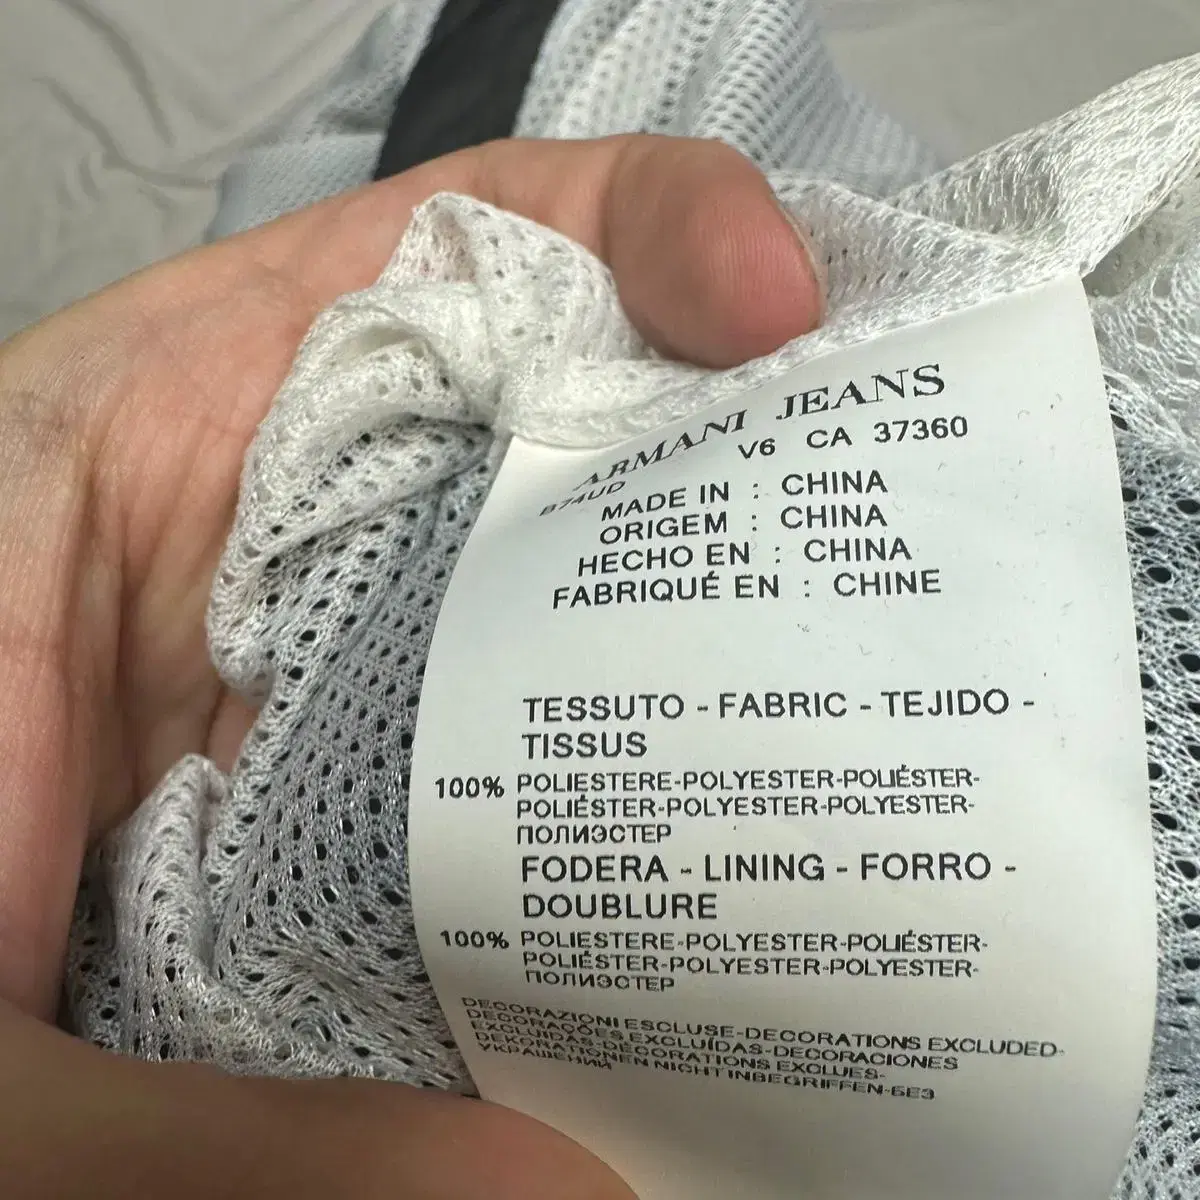 ARMANI JEANS
V6 CA 37360
B74UD
MADE IN : CHINA
ORIGEM : CHINA
HECHO EN : CHINA
FABRIQUÉ EN : CHINE
TESSUTO - FABRIC - TEJIDO -
TISSUS
100% POLIESTERE-POLYESTER-POLIÉSTER-
POLIÉSTER-POLYESTER-POLYESTER-
ПОЛИЭСТЕР
FODERA - LINING - FORRO -
DOUBLURE
100% POLIESTERE-POLYESTER-POLIÉSTER-
POLIÉSTER-POLYESTER-POLYESTER-
ПОЛИЭСТЕР
DECORAZIONI ESCLUSE-DECORATIONS EXCLUDED-
DECORAÇÕES EXCLUÍDAS-DECORACIONES
EXCLUIDAS-DECORATIONS EXCLUES-
DEKORATIONEN NICHT INBEGRIFFEN-БЕЗ
УКРАШЕНИЙ